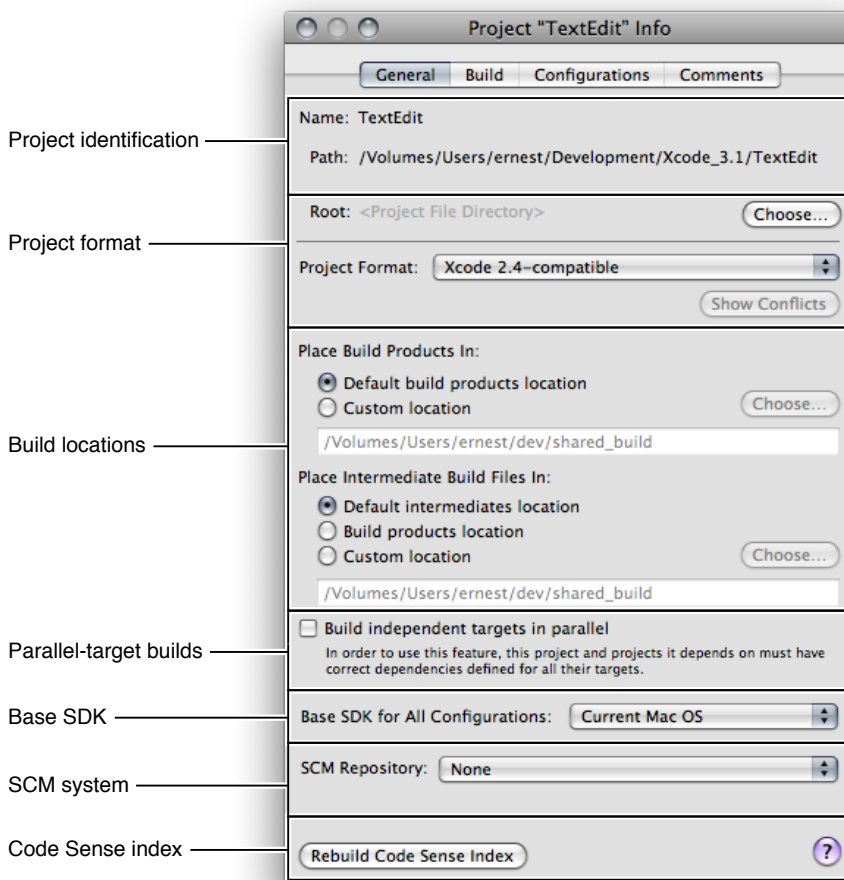 Project “TextEdit” Info
General Build Configurations Comments
Project identification
Name: TextEdit
Path: /Volumes/Users/ernest/Development/Xcode_3.1/TextEdit
Project format
Root: <Project File Directory> Choose...
Project Format: Xcode 2.4-compatible
Show Conflicts
Build locations
Place Build Products In:
Default build products location
Custom location Choose...
/Volumes/Users/ernest/dev/shared_build
Place Intermediate Build Files In:
Default intermediates location
Build products location
Custom location Choose...
/Volumes/Users/ernest/dev/shared_build
Parallel-target builds
Build independent targets in parallel
In order to use this feature, this project and projects it depends on must have
correct dependencies defined for all their targets.
Base SDK
Base SDK for All Configurations: Current Mac OS
SCM system
SCM Repository: None
Code Sense index
Rebuild Code Sense Index ?